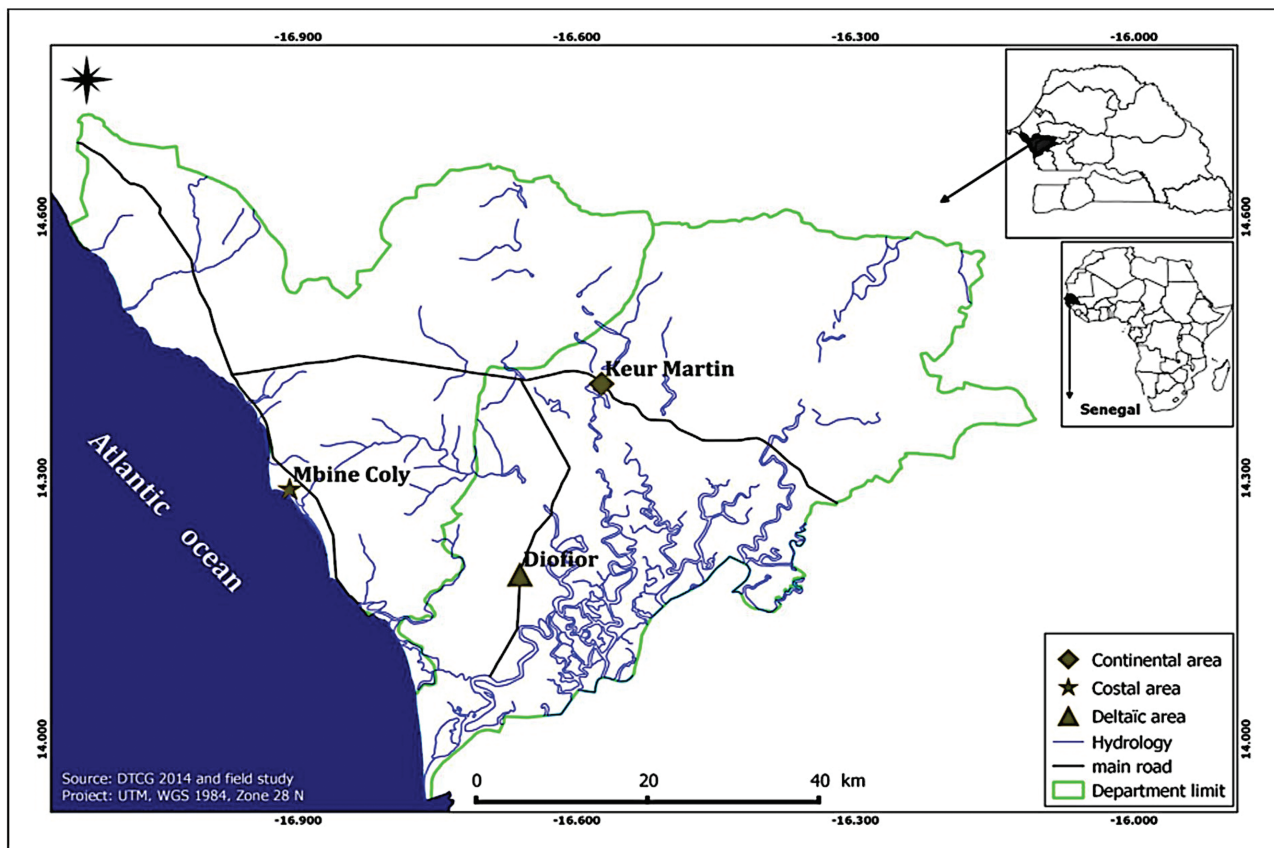 -16.900 -16.600 -16.300 -16.000
14.600 14.600
Senegal
Keur Martin
Mbine Coly
14.300 14.300
Atlantic ocean
Diofior
Continental area
Costal area
Deltaïc area
Hydrology
main road
Department limit
14.000 14.000
0 20 40 km
Source: DTCG 2014 and field study
Project: UTM, WGS 1984, Zone 28 N
-16.900 -16.600 -16.300 -16.000